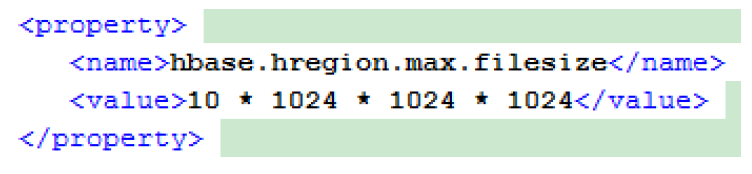 <property>
<name>hbase.hregion.max.filesize</name>
<value>10 * 1024 * 1024 * 1024</value>
</property>